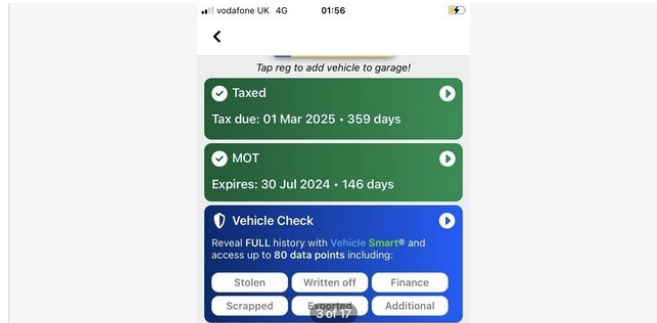 vodafone UK 4G 01:56
Tap reg to add vehicle to garage!
Taxed
Tax due: 01 Mar 2025 • 359 days
MOT
Expires: 30 Jul 2024 • 146 days
Vehicle Check
Reveal FULL history with Vehicle Smart® and
access up to 80 data points including:
Stolen Written off Finance
Scrapped Exported Additional
3 of 17